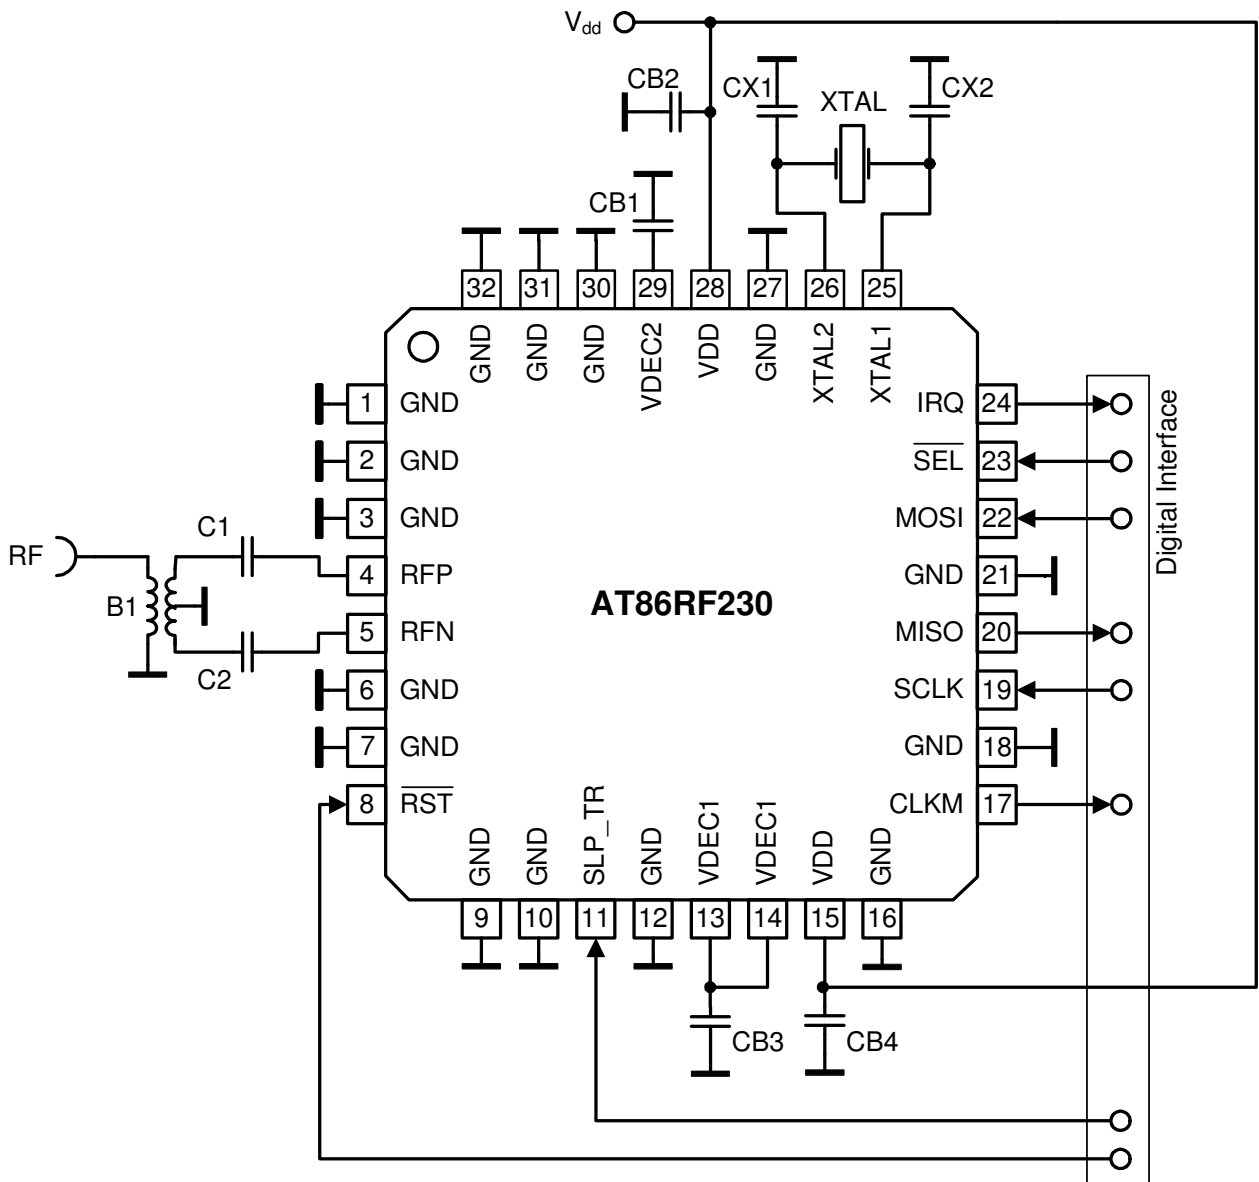 Vdd
CB2
CX1
XTAL
CX2
CB1
32
31
30
29
28
27
26
25
GND
GND
GND
VDEC2
VDD
GND
XTAL2
XTAL1
1
GND
2
GND
3
GND
4
RFP
5
RFN
6
GND
7
GND
8
RST
RF
C1
B1
C2
AT86RF230
IRQ
24
SEL
23
MOSI
22
GND
21
MISO
20
SCLK
19
GND
18
CLKM
17
Digital Interface
GND
GND
SLP_TR
GND
VDEC1
VDEC1
VDD
GND
9
10
11
12
13
14
15
16
CB3
CB4